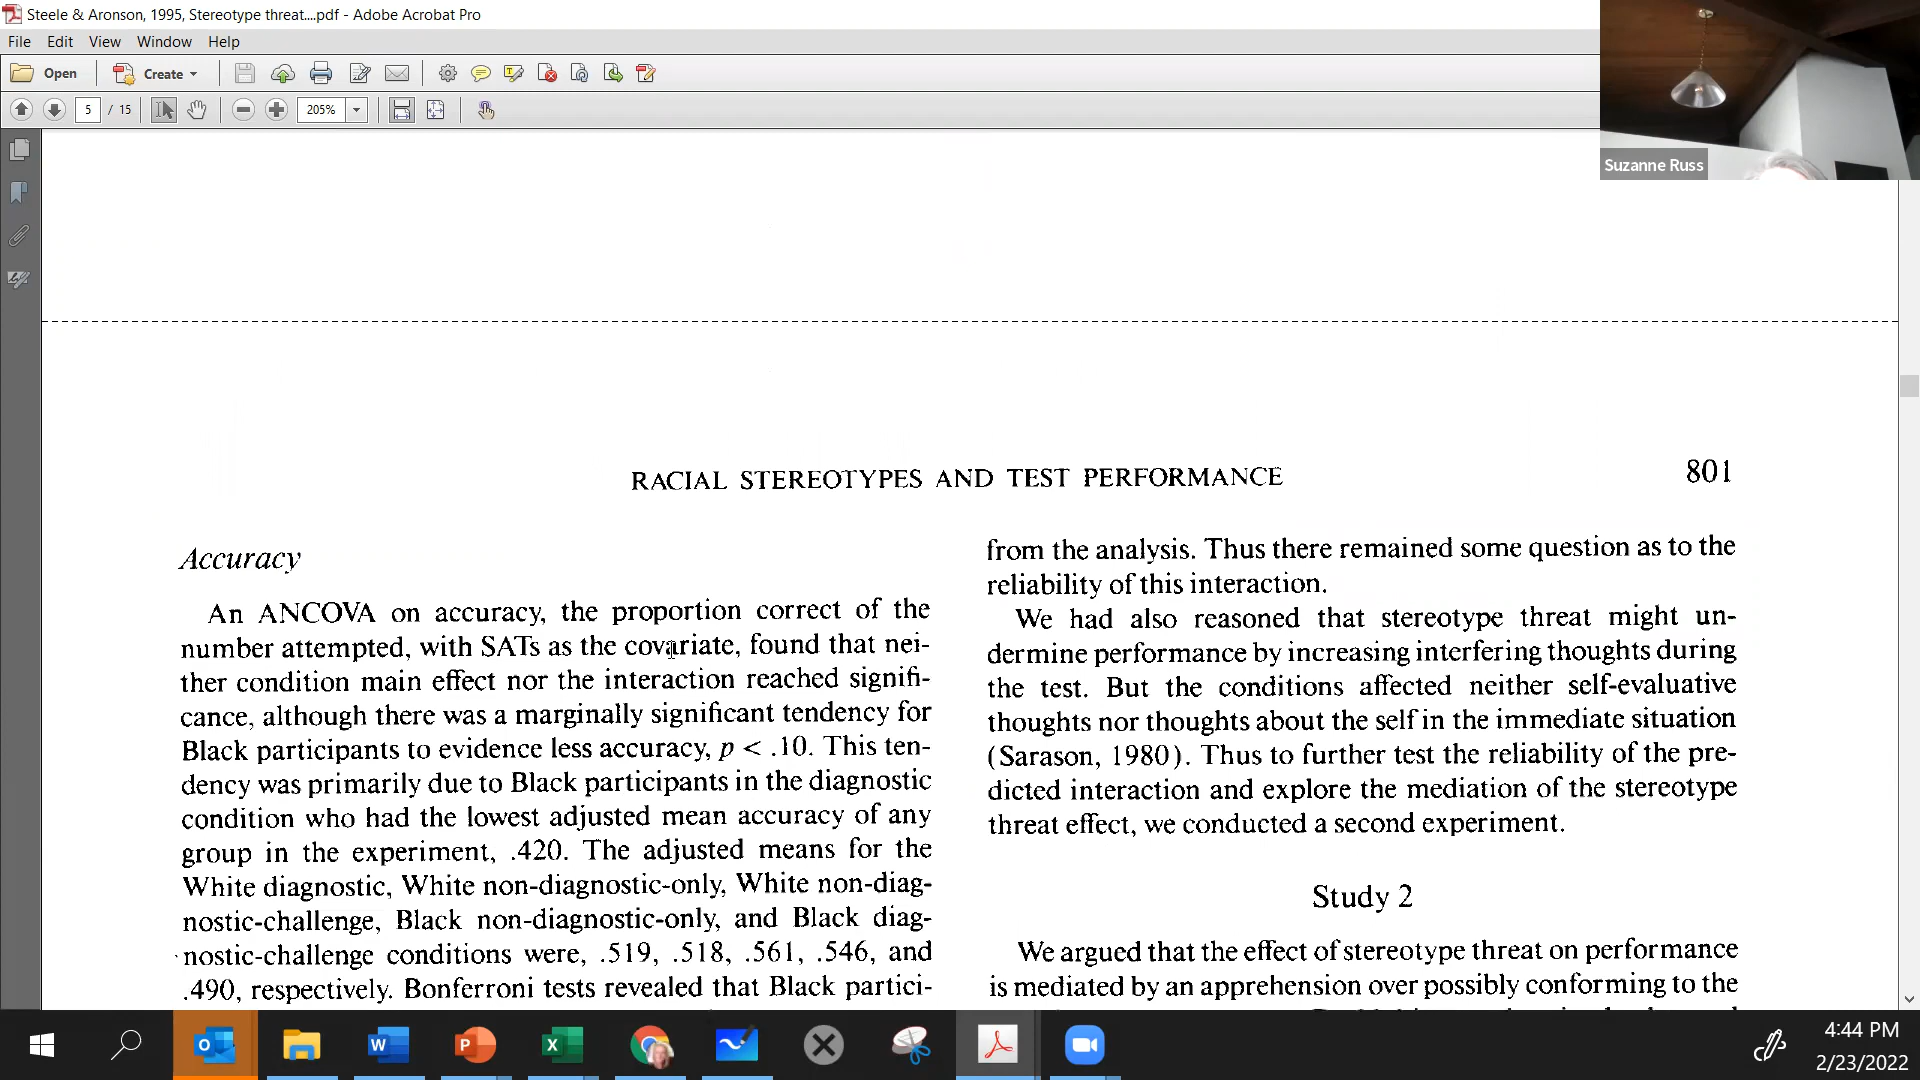 Steele & Aronson, 1995, Stereotype threat....pdf - Adobe Acrobat Pro
File Edit View Window Help
Open Create
5 / 15 205%
Suzanne Russ
RACIAL STEREOTYPES AND TEST PERFORMANCE 801
Accuracy
An ANCOVA on accuracy, the proportion correct of the
number attempted, with SATs as the covariate, found that nei-
ther condition main effect nor the interaction reached signifi-
cance, although there was a marginally significant tendency for
Black participants to evidence less accuracy, p < .10. This ten-
dency was primarily due to Black participants in the diagnostic
condition who had the lowest adjusted mean accuracy of any
group in the experiment, .420. The adjusted means for the
White diagnostic, White non-diagnostic-only, White non-diag-
nostic-challenge, Black non-diagnostic-only, and Black diag-
nostic-challenge conditions were, .519, .518, .561, .546, and
.490, respectively. Bonferroni tests revealed that Black partici-
from the analysis. Thus there remained some question as to the
reliability of this interaction.
We had also reasoned that stereotype threat might un-
dermine performance by increasing interfering thoughts during
the test. But the conditions affected neither self-evaluative
thoughts nor thoughts about the self in the immediate situation
(Sarason, 1980). Thus to further test the reliability of the pre-
dicted interaction and explore the mediation of the stereotype
threat effect, we conducted a second experiment.
Study 2
We argued that the effect of stereotype threat on performance
is mediated by an apprehension over possibly conforming to the
4:44 PM
2/23/2022